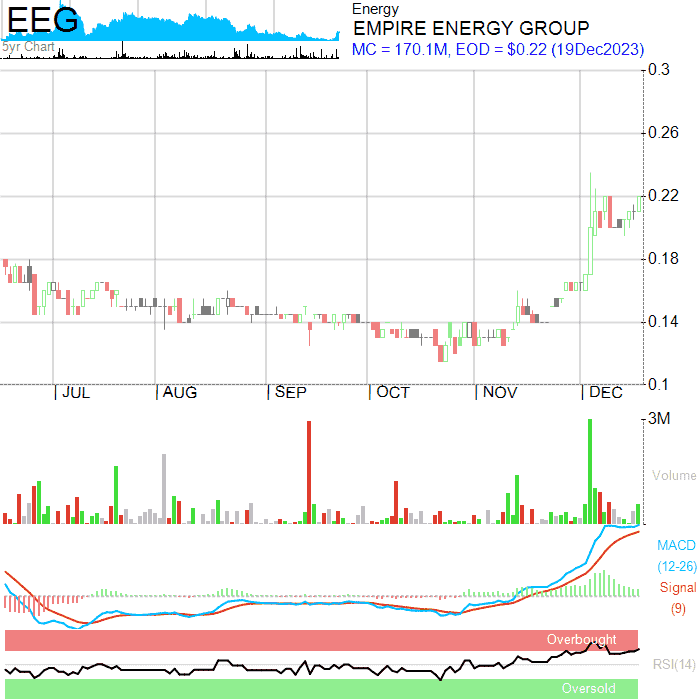 EEG
5yr Chart
Energy
EMPIRE ENERGY GROUP
MC = 170.1M, EOD = $0.22 (19Dec2023)
0.3
0.26
0.22
0.18
0.14
0.1
JUL AUG SEP OCT NOV DEC
3M
Volume
MACD
(12-26)
Signal
(9)
Overbought
RSI(14)
Oversold